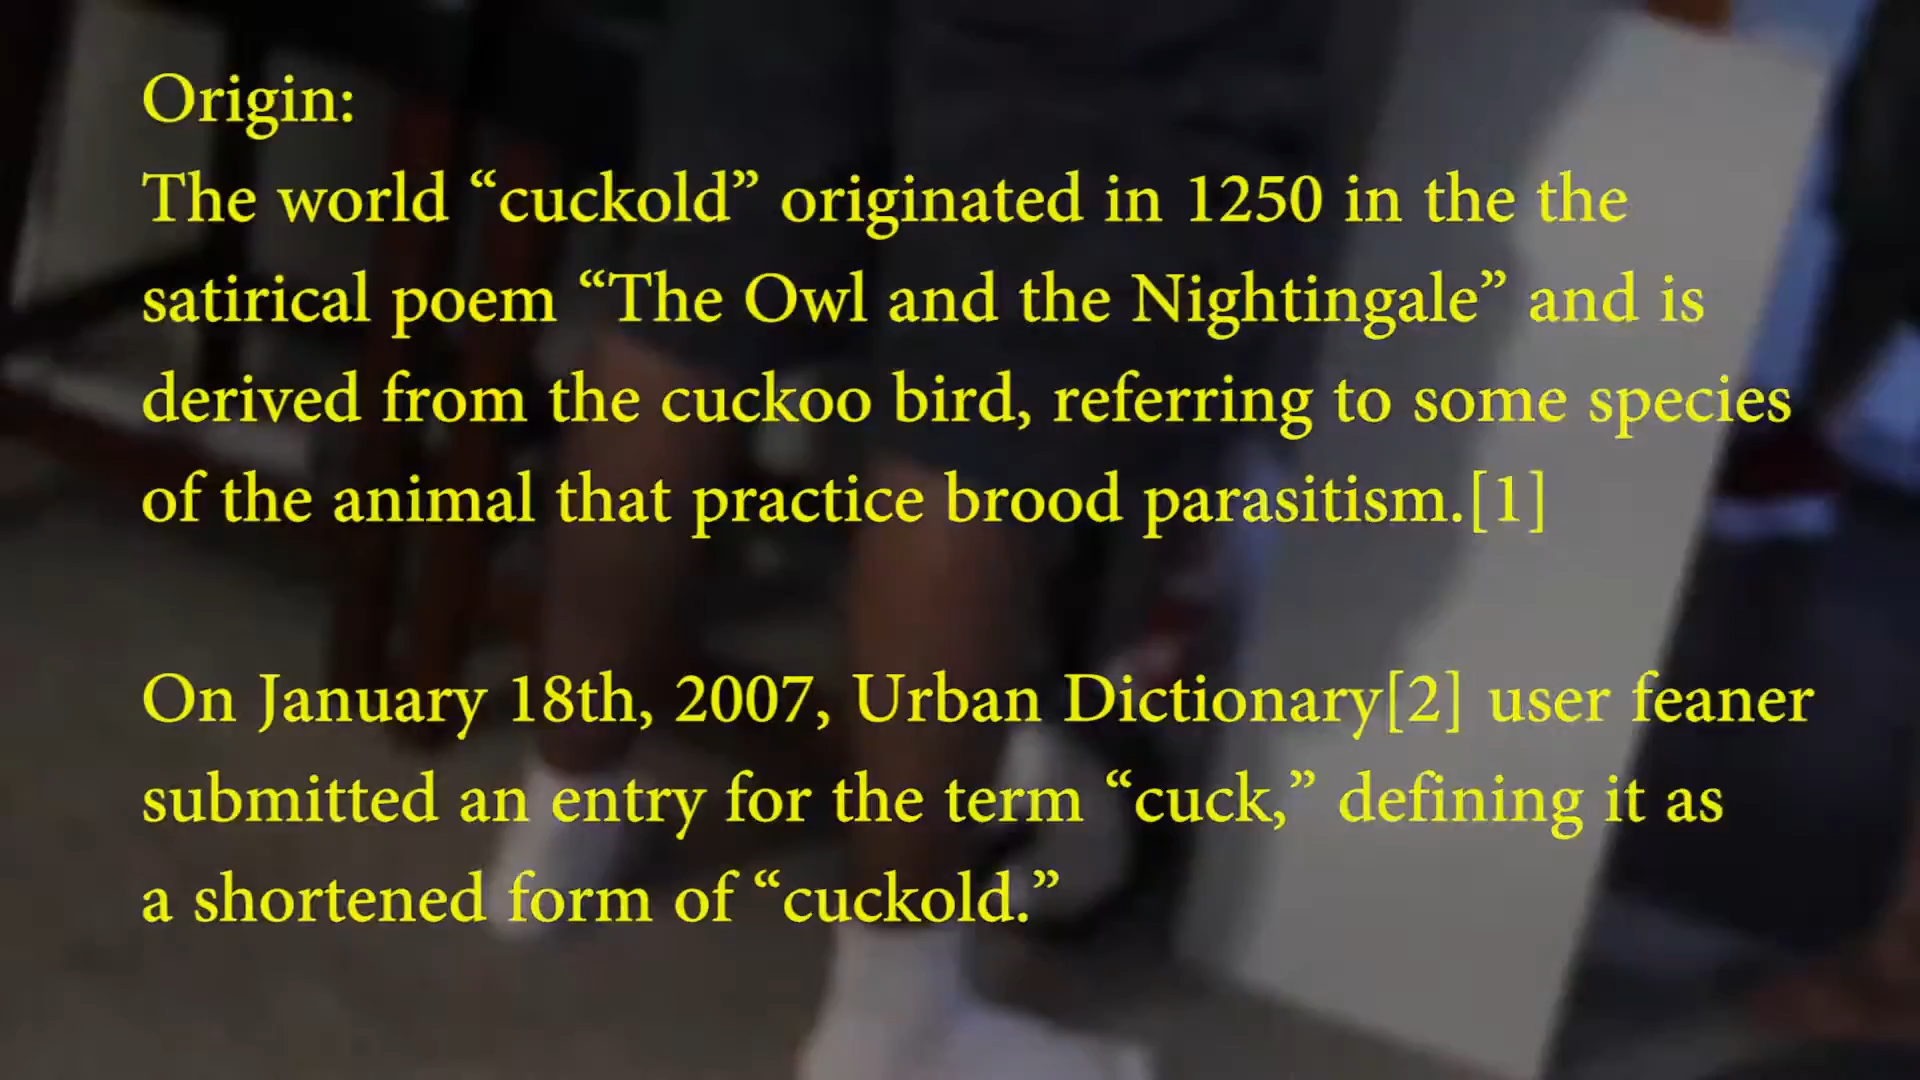 Origin:
The world “cuckold” originated in 1250 in the the
satirical poem “The Owl and the Nightingale” and is
derived from the cuckoo bird, referring to some species
of the animal that practice brood parasitism.[1]
On January 18th, 2007, Urban Dictionary[2] user feaner
submitted an entry for the term “cuck,” defining it as
a shortened form of “cuckold.”